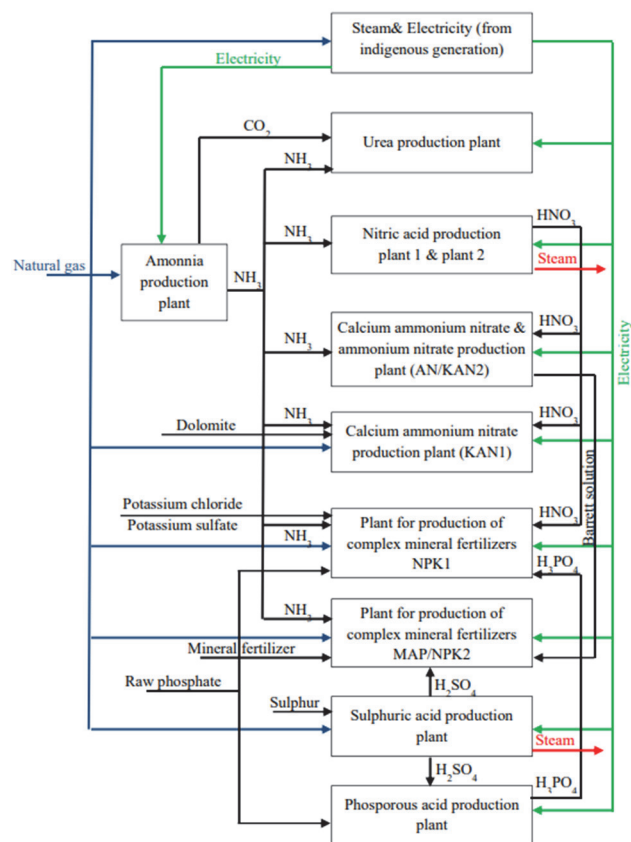 Steam& Electricity (from
indigenous generation)
Electricity
CO₂
Urea production plant
NH₃
HNO₃
NH₃
Nitric acid production
plant 1 & plant 2
Natural gas
Amonnia
production
plant
NH₃
Steam
Calcium ammonium nitrate &
ammonium nitrate production
plant (AN/KAN2)
HNO₃
NH₃
Electricity
NH₃
HNO₃
Dolomite
Calcium ammonium nitrate
production plant (KAN1)
Barrett solution
Potassium chloride
Potassium sulfate
NH₃
Plant for production of
complex mineral fertilizers
NPK1
HNO₃
H₃PO₄
NH₃
Plant for production of
complex mineral fertilizers
MAP/NPK2
Mineral fertilizer
Raw phosphate
H₂SO₄
Sulphur
Sulphuric acid production
plant
Steam
H₂SO₄
H₃PO₄
Phosporous acid production
plant